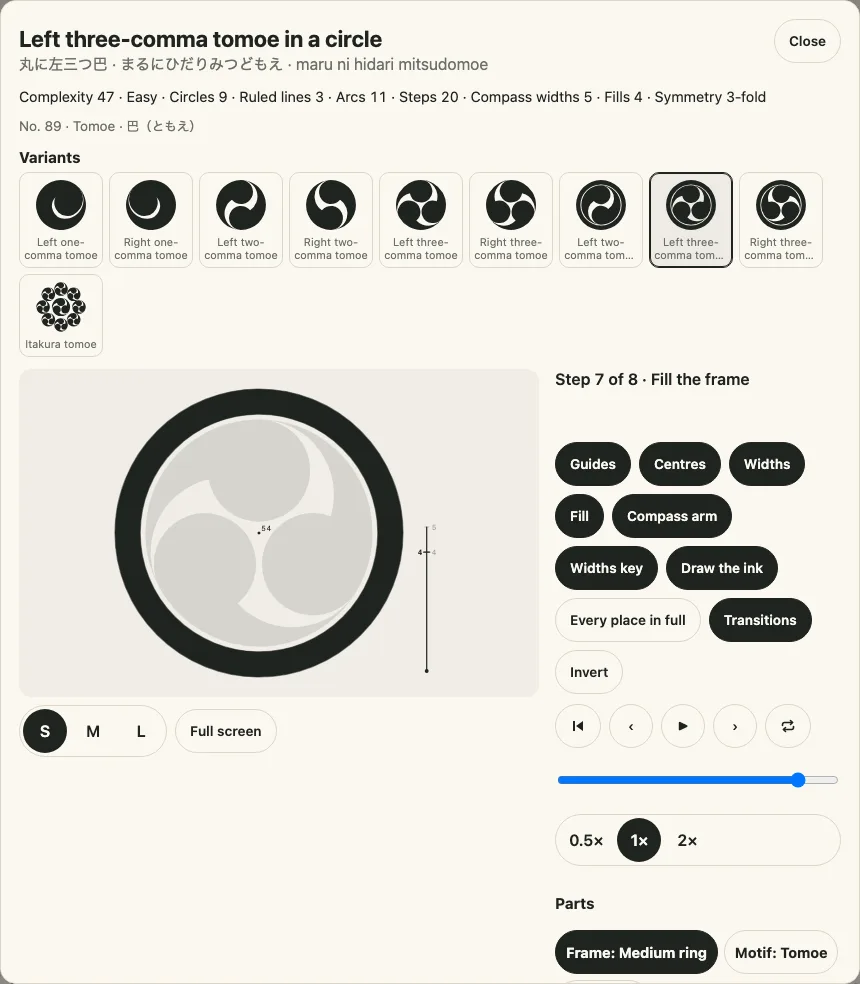 Left three-comma tomoe in a circle
Close
丸に左三つ巴 · まるにひだりみつどもえ · maru ni hidari mitsudomoe
Complexity 47 · Easy · Circles 9 · Ruled lines 3 · Arcs 11 · Steps 20 · Compass widths 5 · Fills 4 · Symmetry 3-fold
No. 89 · Tomoe · 巴（ともえ）
Variants
Left one-
comma tomoe
Right one-
comma tomoe
Left two-
comma tomoe
Right two-
comma tomoe
Left three-
comma tomoe
Right three-
comma tomoe
Left two-
comma tom...
Left three-
comma tom...
Right three-
comma tom...
Itakura tomoe
Step 7 of 8 · Fill the frame
Guides
Centres
Widths
Fill
Compass arm
Widths key
Draw the ink
Every place in full
Transitions
Invert
54
5
4
4
S
M
L
Full screen
0.5×
1×
2×
Parts
Frame: Medium ring
Motif: Tomoe